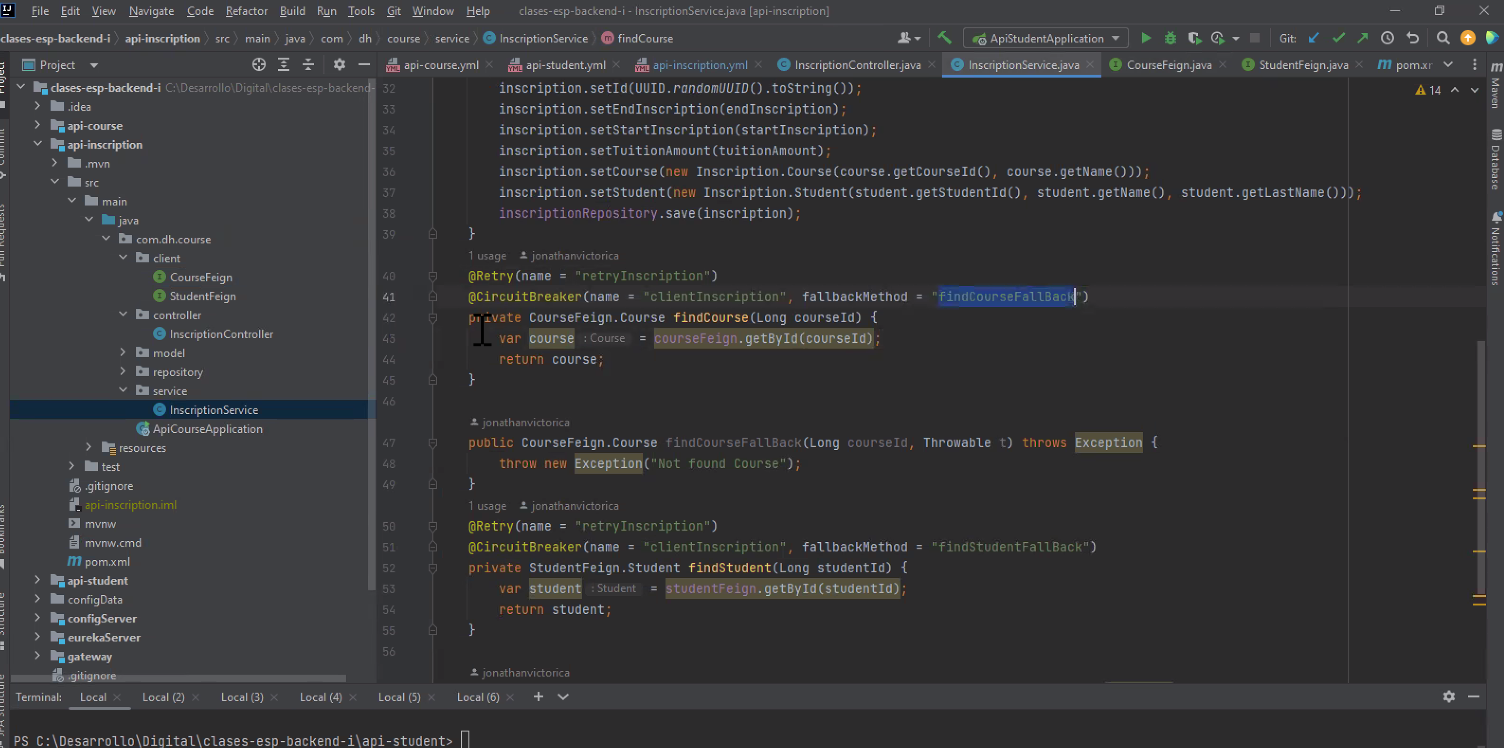 File Edit View Navigate Code Refactor Build Run Tools Git Window Help clases-esp-backend-i - InscriptionService.java [api-inscription]
clases-esp-backend-i api-inscription src main java com dh course service InscriptionService findCourse ApiStudentApplication Git:
Project
api-course.yml api-student.yml api-inscription.yml InscriptionController.java InscriptionService.java CourseFeign.java StudentFeign.java pom.xml
clases-esp-backend-i C:\Desarrollo\Digital\clases-esp-backend-
.idea
api-course
api-inscription
.mvn
src
main
java
com.dh.course
client
CourseFeign
StudentFeign
controller
InscriptionController
model
repository
service
InscriptionService
ApiCourseApplication
resources
test
.gitignore
api-inscription.iml
mvnw
mvnw.cmd
pom.xml
api-student
configData
configServer
eurekaServer
gateway
.gitignore
14
32 inscription.setId(UUID.randomUUID().toString());
33 inscription.setEndInscription(endInscription);
34 inscription.setStartInscription(startInscription);
35 inscription.setTuitionAmount(tuitionAmount);
36 inscription.setCourse(new Inscription.Course(course.getCourseId(), course.getName()));
37 inscription.setStudent(new Inscription.Student(student.getStudentId(), student.getName(), student.getLastName()));
38 inscriptionRepository.save(inscription);
39 }
1 usage jonathanvictorica
40 @Retry(name = "retryInscription")
41 @CircuitBreaker(name = "clientInscription", fallbackMethod = "findCourseFallBack")
42 private CourseFeign.Course findCourse(Long courseId) {
43 var course : Course = courseFeign.getById(courseId);
44 return course;
45 }
46
jonathanvictorica
47 public CourseFeign.Course findCourseFallBack(Long courseId, Throwable t) throws Exception {
48 throw new Exception("Not found Course");
49 }
1 usage jonathanvictorica
50 @Retry(name = "retryInscription")
51 @CircuitBreaker(name = "clientInscription", fallbackMethod = "findStudentFallBack")
52 private StudentFeign.Student findStudent(Long studentId) {
53 var student : Student = studentFeign.getById(studentId);
54 return student;
55 }
56
jonathanvictorica
Project
Commit
Pull Requests
Bookmarks
Maven
Database
Notifications
Terminal: Local Local (2) Local (3) Local (4) Local (5) Local (6)
PS C:\Desarrollo\Digital\clases-esp-backend-i\api-student>